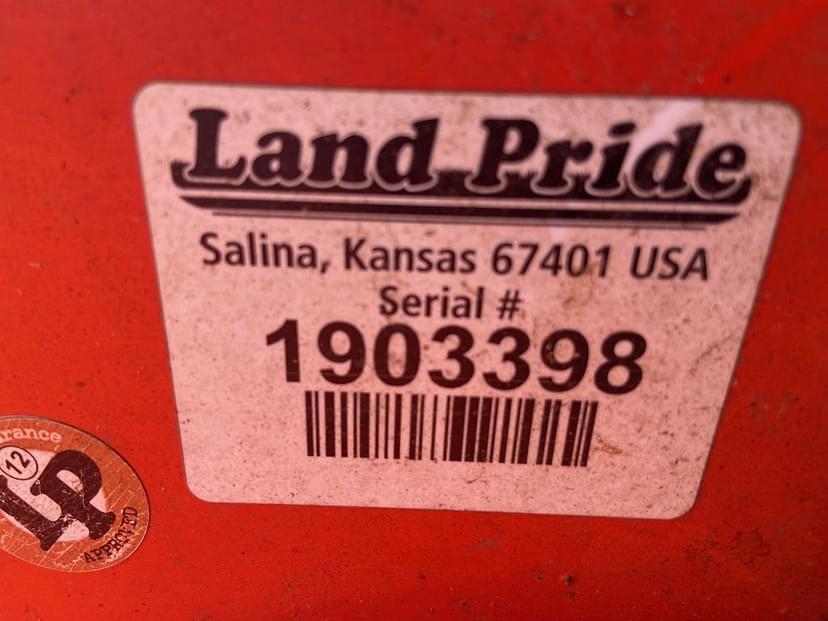 Land Pride
Salina, Kansas 67401 USA
Serial #
1903398
12
LP
APPROVED